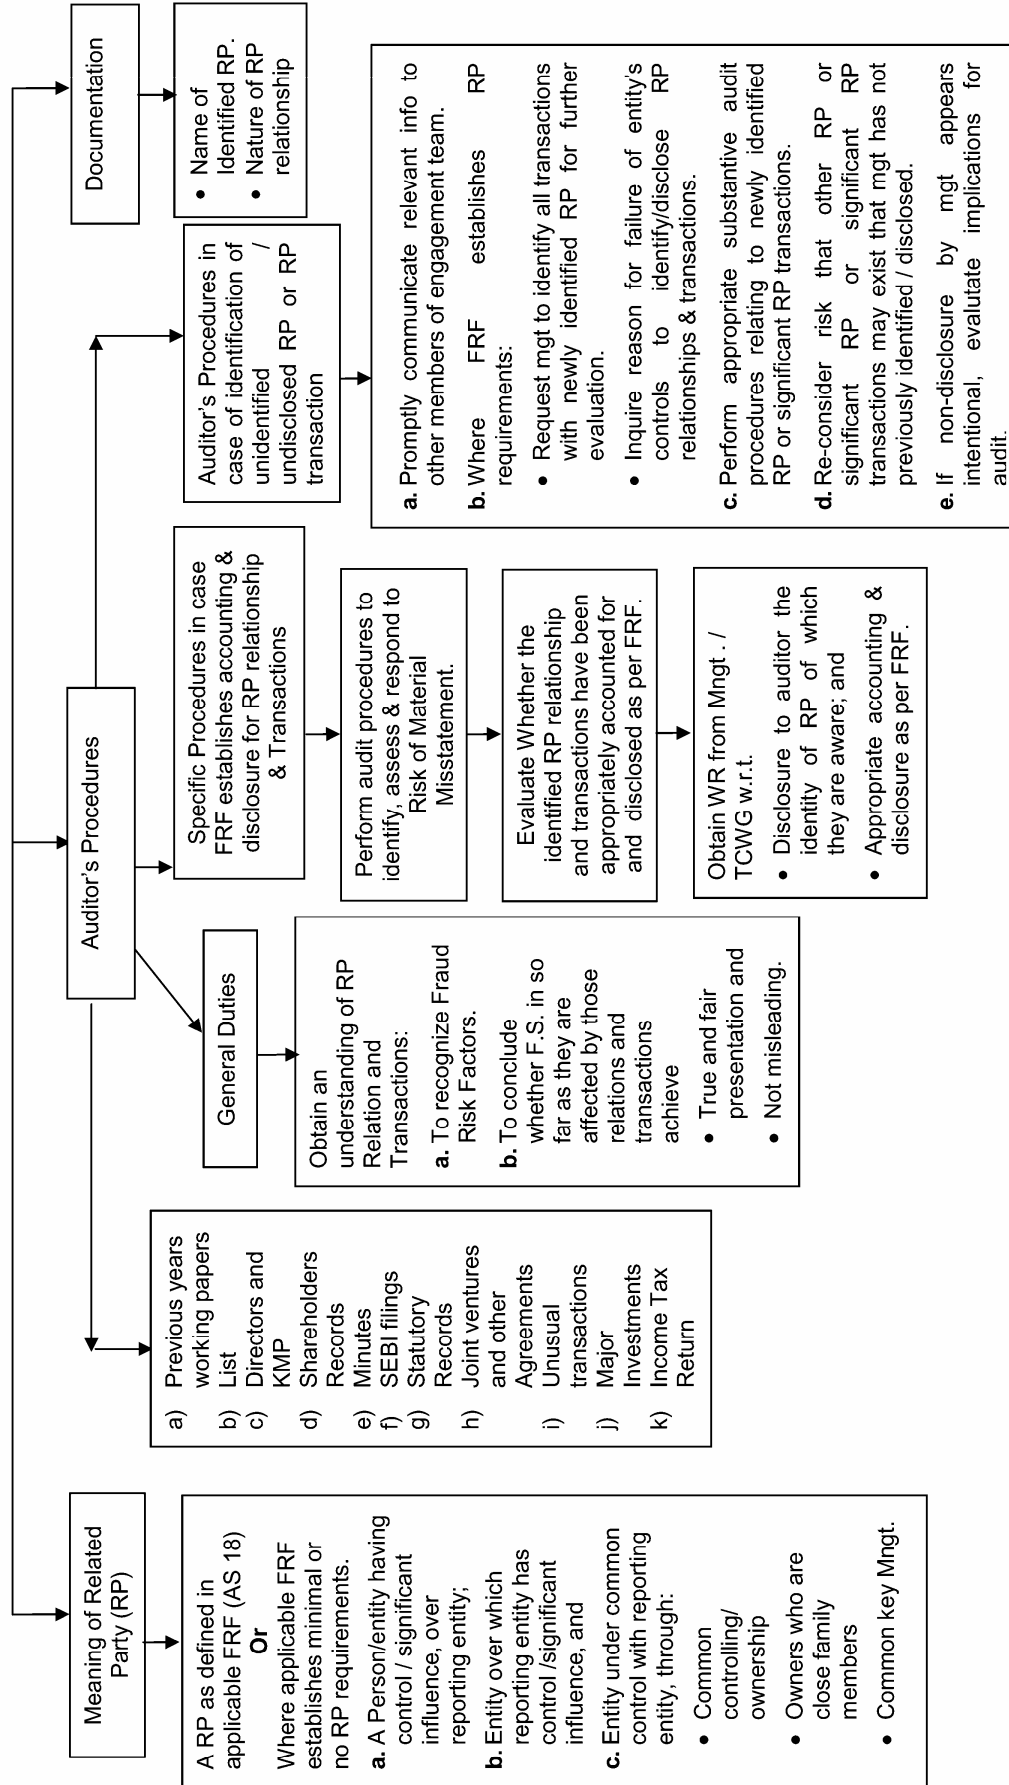 Meaning of Related
Party (RP)
A RP as defined in
applicable FRF (AS 18)
Or
Where applicable FRF
establishes minimal or
no RP requirements.
a. A Person/entity having
control / significant
influence, over
reporting entity;
b. Entity over which
reporting entity has
control /significant
influence, and
c. Entity under common
control with reporting
entity, through:
• Common
controlling/
ownership
• Owners who are
close family
members
• Common key Mngt.
Auditor's Procedures
a) Previous years
working papers
b) List
c) Directors and
KMP
d) Shareholders
Records
e) Minutes
f) SEBI filings
g) Statutory
Records
h) Joint ventures
and other
Agreements
i) Unusual
transactions
j) Major
Investments
k) Income Tax
Return
General Duties
Obtain an
understanding of RP
Relation and
Transactions:
a. To recognize Fraud
Risk Factors.
b. To conclude
whether F.S. in so
far as they are
affected by those
relations and
transactions
achieve
• True and fair
presentation and
• Not misleading.
Specific Procedures in case
FRF establishes accounting &
disclosure for RP relationship
& Transactions
Perform audit procedures to
identify, assess & respond to
Risk of Material
Misstatement.
Evaluate Whether the
identified RP relationship
and transactions have been
appropriately accounted for
and disclosed as per FRF.
Obtain WR from Mngt . /
TCWG w.r.t.
• Disclosure to auditor the
identity of RP of which
they are aware; and
• Appropriate accounting &
disclosure as per FRF.
Auditor's Procedures in
case of identification of
unidentified /
undisclosed RP or RP
transaction
a. Promptly communicate relevant info to
other members of engagement team.
b. Where FRF establishes RP
requirements:
• Request mgt to identify all transactions
with newly identified RP for further
evaluation.
• Inquire reason for failure of entity's
controls to identify/disclose RP
relationships & transactions.
c. Perform appropriate substantive audit
procedures relating to newly identified
RP or significant RP transactions.
d. Re-consider risk that other RP or
significant RP or significant RP
transactions may exist that mgt has not
previously identified / disclosed.
e. If non-disclosure by mgt appears
intentional, evalutate implications for
audit.
Documentation
• Name of
Identified RP.
• Nature of RP
relationship